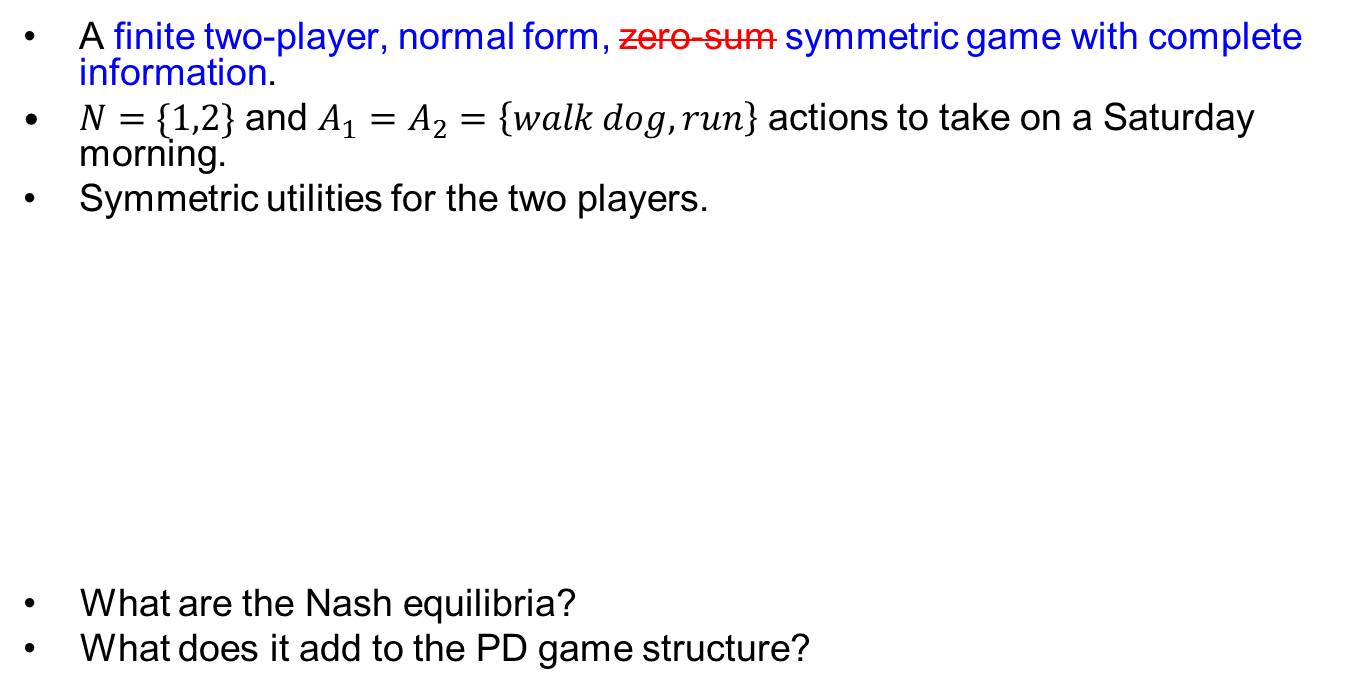 • A finite two-player, normal form, zero-sum symmetric game with complete
information.
• N = {1,2} and A₁ = A₂ = {walk dog, run} actions to take on a Saturday
morning.
• Symmetric utilities for the two players.
• What are the Nash equilibria?
• What does it add to the PD game structure?